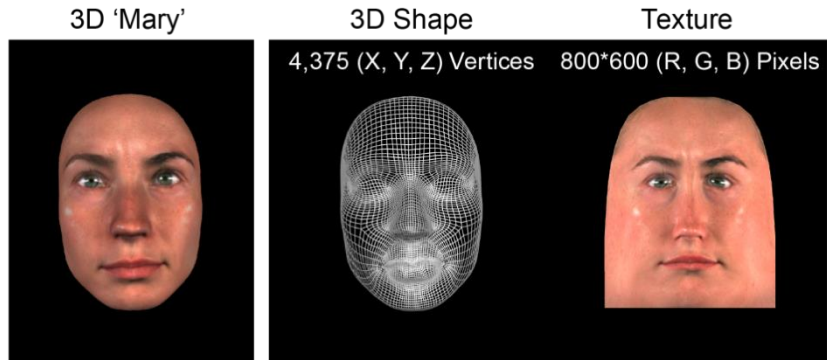 3D ‘Mary’
3D Shape
Texture
4,375 (X, Y, Z) Vertices
800*600 (R, G, B) Pixels